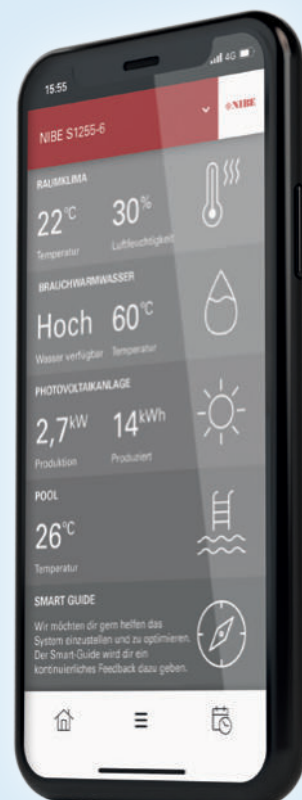 15:55
4G
NIBE S1255-6
NIBE
RAUMKLIMA
22°C 30%
Temperatur Luftfeuchtigkeit
BRAUCHWARMWASSER
Hoch 60°C
Wasser verfügbar Temperatur
PHOTOVOLTAIKANLAGE
2,7kW 14kWh
Produktion Produziert
POOL
26°C
Temperatur
SMART GUIDE
Wir möchten dir gern helfen das
System einzustellen und zu optimieren.
Der Smart-Guide wird dir ein
kontinuierliches Feedback dazu geben.